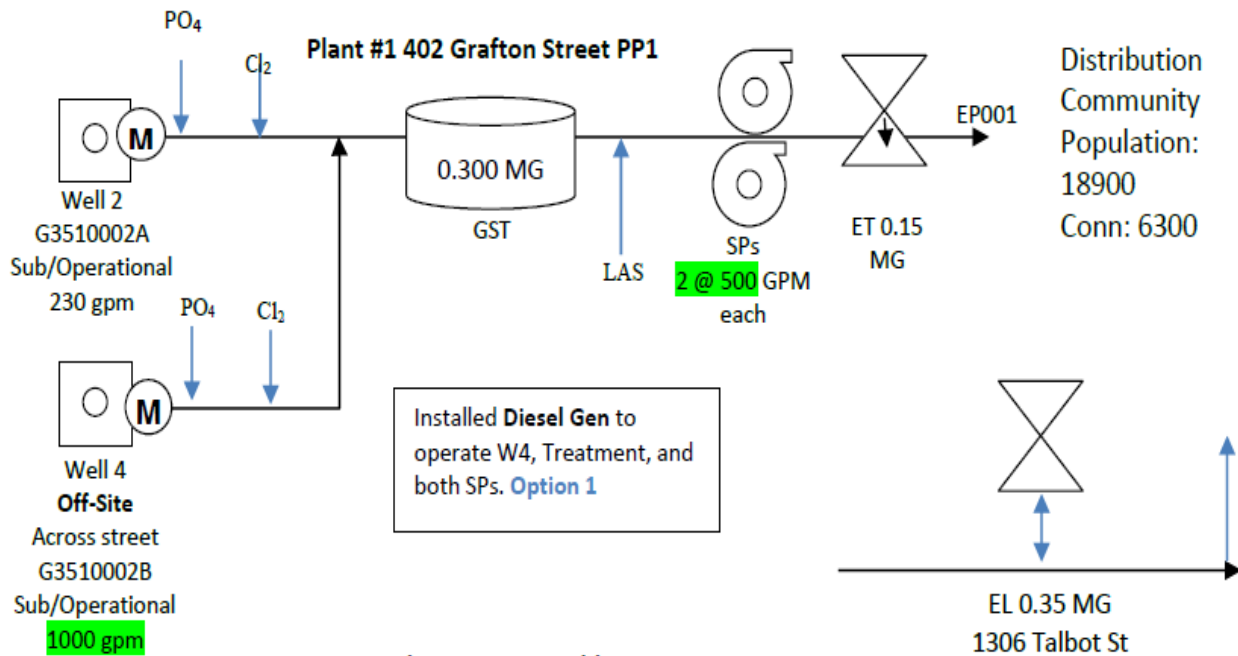 PO4
Cl2
Plant #1 402 Grafton Street PP1
M
Well 2
G3510002A
Sub/Operational
230 gpm
0.300 MG
GST
LAS
SPs
2 @ 500 GPM
each
ET 0.15
MG
EP001
Distribution
Community
Population:
18900
Conn: 6300
PO4
Cl2
M
Well 4
Off-Site
Across street
G3510002B
Sub/Operational
1000 gpm
Installed Diesel Gen to
operate W4, Treatment, and
both SPs. Option 1
EL 0.35 MG
1306 Talbot St